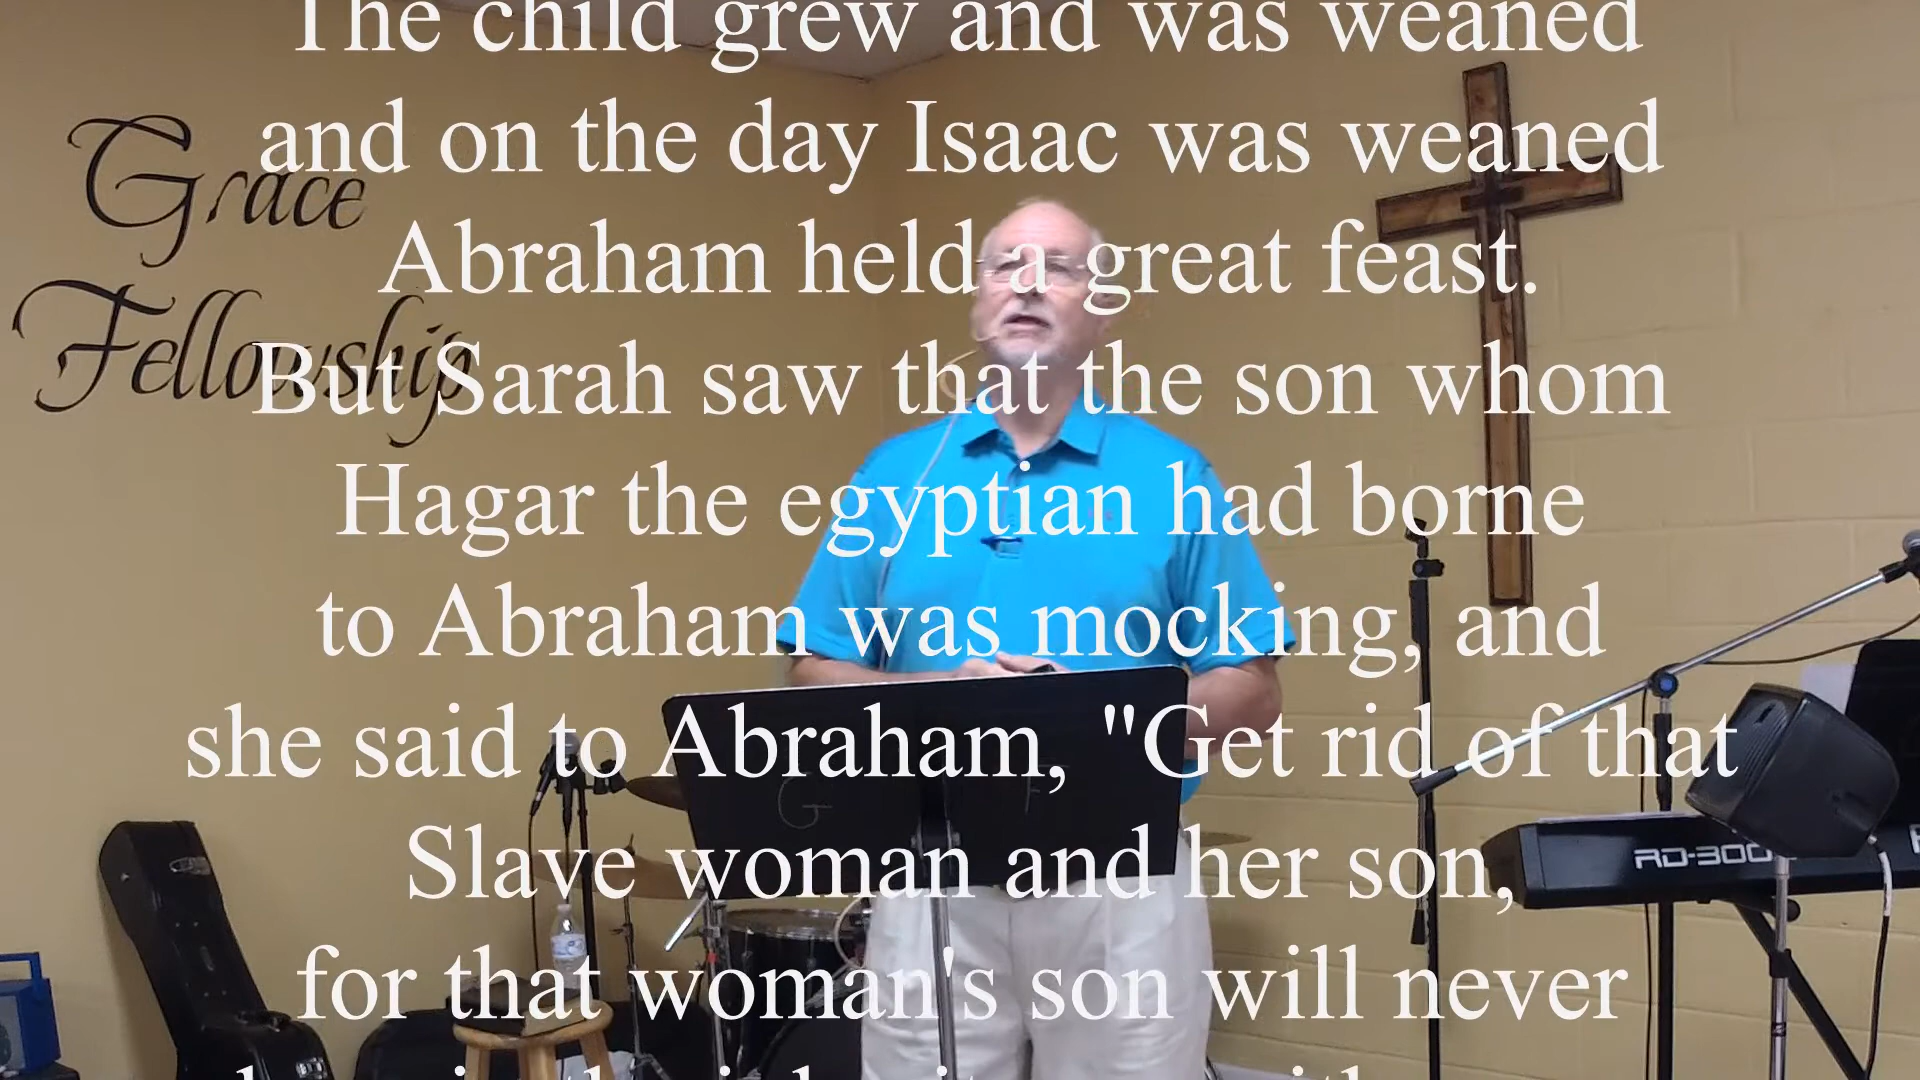 The child grew and was weaned
and on the day Isaac was weaned
Abraham held a great feast.
But Sarah saw that the son whom
Hagar the egyptian had borne
to Abraham was mocking, and
she said to Abraham, "Get rid of that
Slave woman and her son,
for that woman's son will never
Grace
Fellowship
G F
RD-300